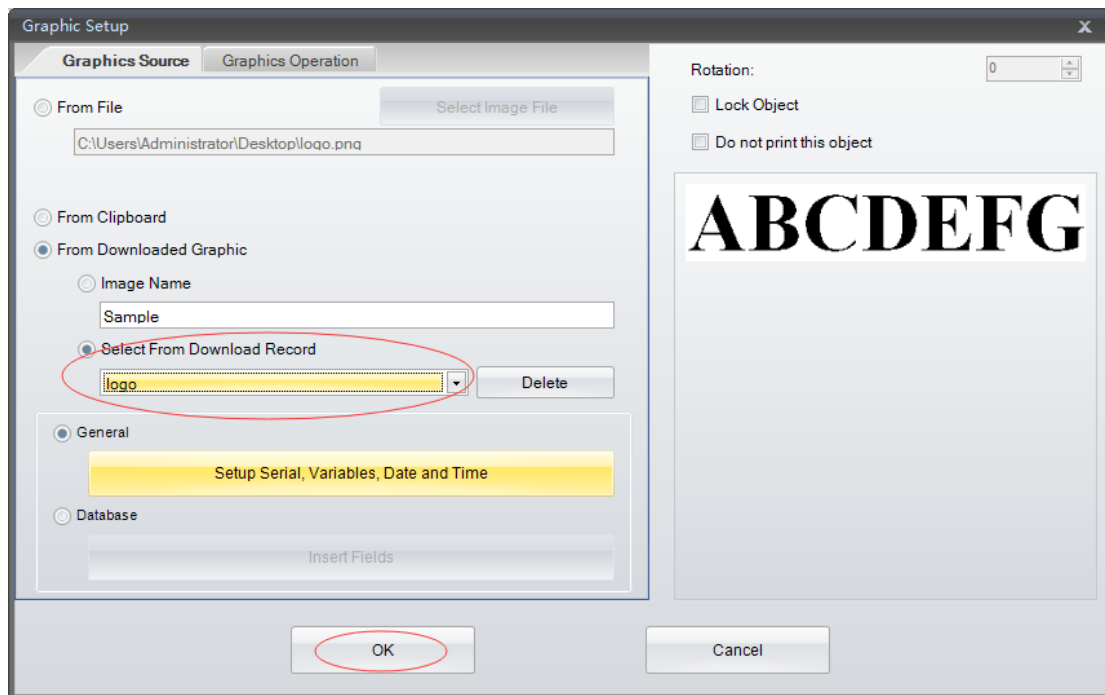 Graphic Setup
X
Graphics Source
Graphics Operation
From File
Select Image File
C:\Users\Administrator\Desktop\logo.png
From Clipboard
From Downloaded Graphic
Image Name
Sample
Select From Download Record
logo
Delete
General
Setup Serial, Variables, Date and Time
Database
Insert Fields
Rotation:
0
Lock Object
Do not print this object
ABCDEFG
OK
Cancel